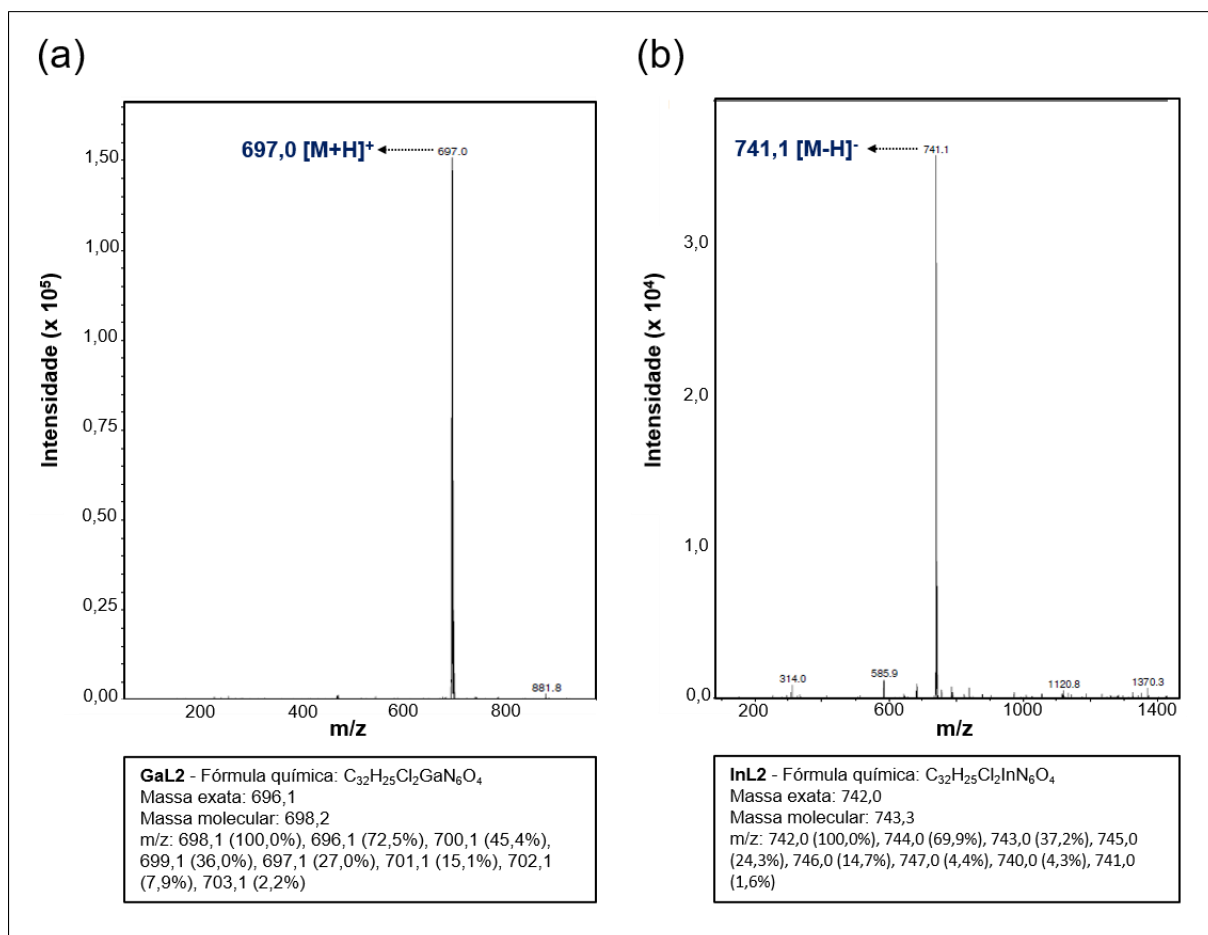 (a)
(b)
697,0 [M+H]⁺
697.0
741,1 [M-H]⁻
741.1
Intensidade (x 10⁵)
1,50
1,00
1,00
0,75
0,50
0,25
0,00
881.8
200
400
600
800
m/z
Intensidade (x 10⁴)
3,0
2,0
1,0
0,0
314.0
585.9
1120.8
1370.3
200
600
1000
1400
m/z
GaL2 - Fórmula química: C₃₂H₂₅Cl₂GaN₆O₄
Massa exata: 696,1
Massa molecular: 698,2
m/z: 698,1 (100,0%), 696,1 (72,5%), 700,1 (45,4%),
699,1 (36,0%), 697,1 (27,0%), 701,1 (15,1%), 702,1
(7,9%), 703,1 (2,2%)
InL2 - Fórmula química: C₃₂H₂₅Cl₂InN₆O₄
Massa exata: 742,0
Massa molecular: 743,3
m/z: 742,0 (100,0%), 744,0 (69,9%), 743,0 (37,2%), 745,0
(24,3%), 746,0 (14,7%), 747,0 (4,4%), 740,0 (4,3%), 741,0
(1,6%)